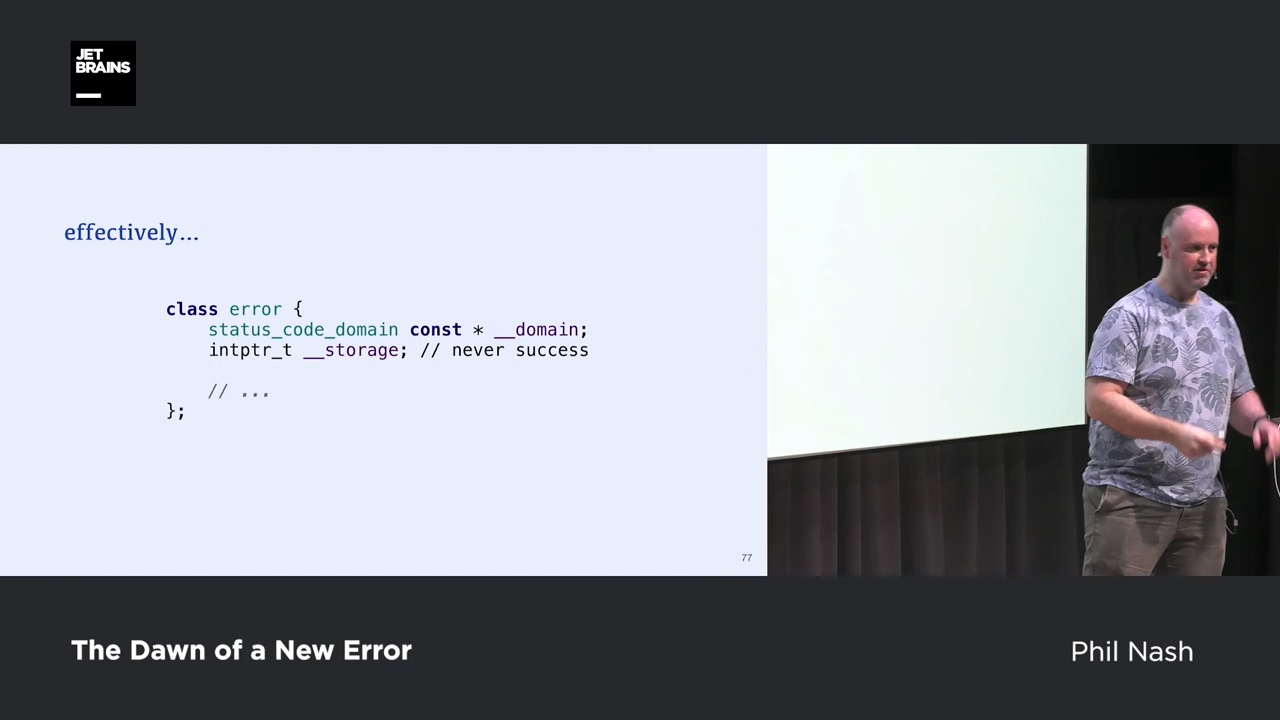 JET
BRAINS
effectively...
class error {
status_code_domain const * __domain;
intptr_t __storage; // never success
// ...
};
77
The Dawn of a New Error
Phil Nash